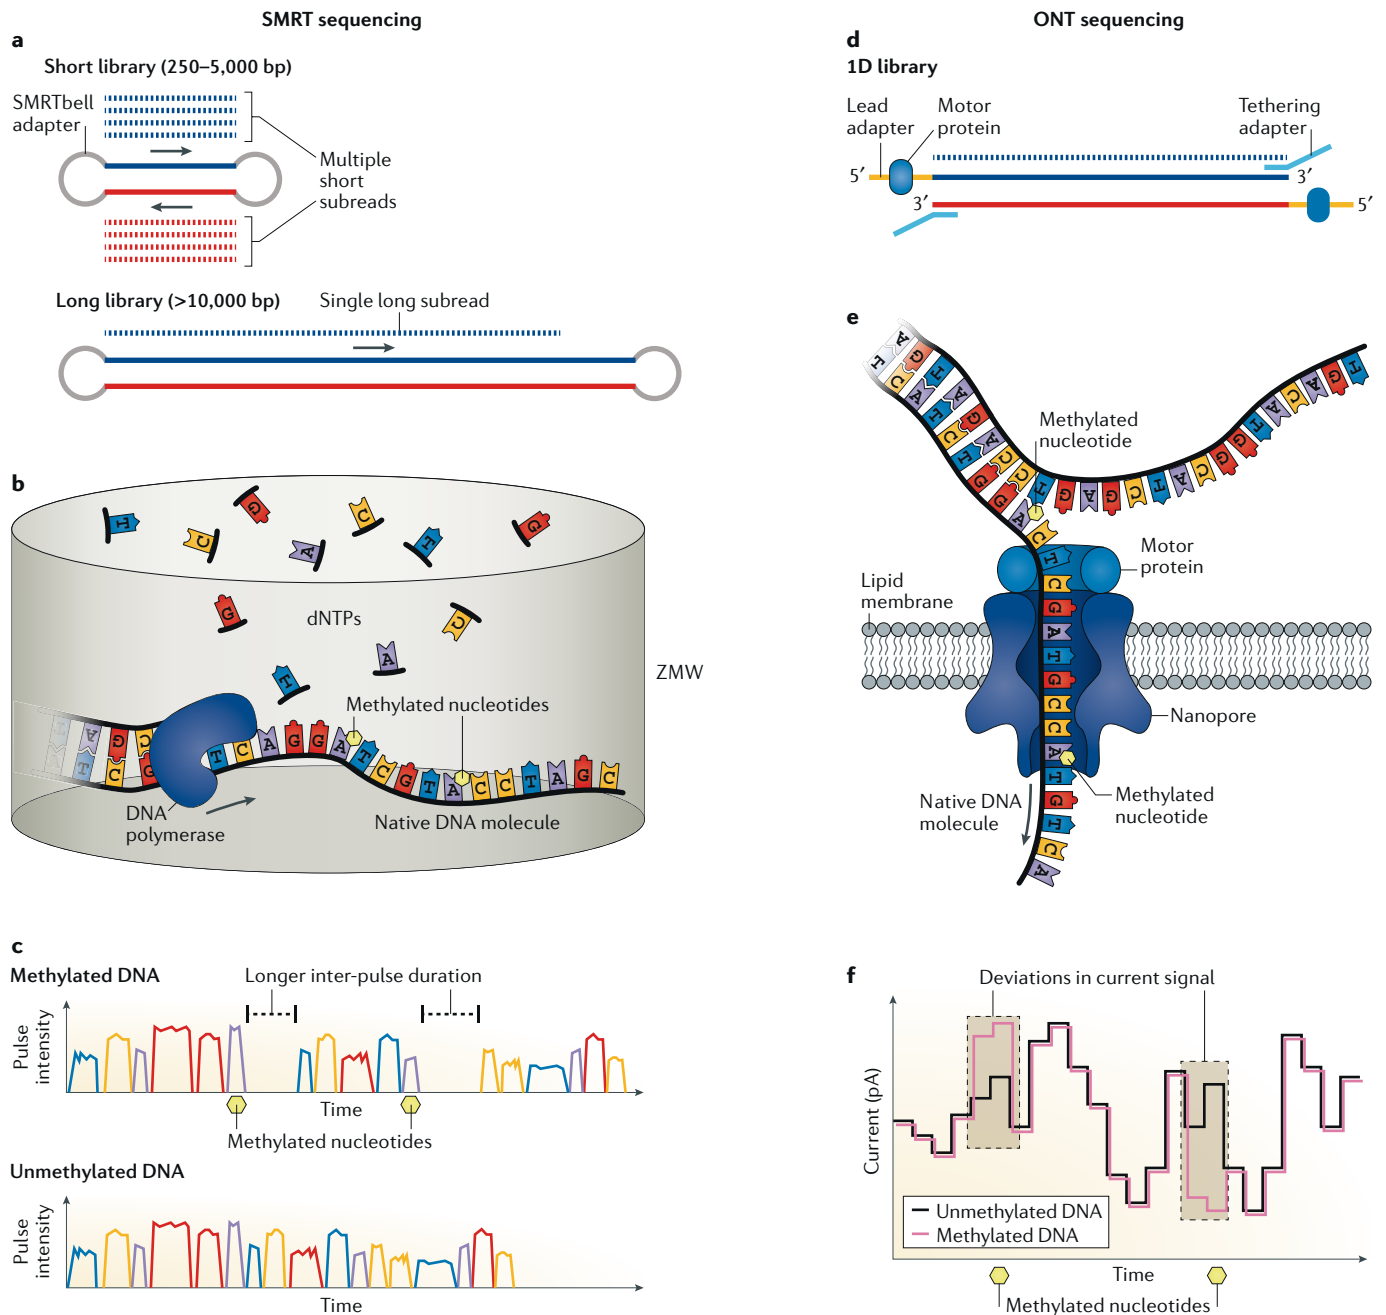 SMRT sequencing
a
Short library (250–5,000 bp)
SMRTbell
adapter
Multiple
short
subreads
Long library (>10,000 bp)
Single long subread
b
T
C
G
A
C
T
G
G
dNTPs
C
T
A
ZMW
Methylated nucleotides
T A G C
T C G
T C A G G A T C G T A C C T A G C
DNA
polymerase
Native DNA molecule
c
Methylated DNA
Longer inter-pulse duration
Pulse
intensity
Time
Methylated nucleotides
Unmethylated DNA
Pulse
intensity
Time
ONT sequencing
d
1D library
Lead
adapter
Motor
protein
Tethering
adapter
5′
3′
3′
5′
e
A G T A G A C C T G A G C T A C G G T A C A G T
T C A T C T G G A C T C G A T G C C A T G T C A
Methylated
nucleotide
Motor
protein
Lipid
membrane
Nanopore
Native DNA
molecule
Methylated
nucleotide
f
Deviations in current signal
Current (pA)
Unmethylated DNA
Methylated DNA
Time
Methylated nucleotides